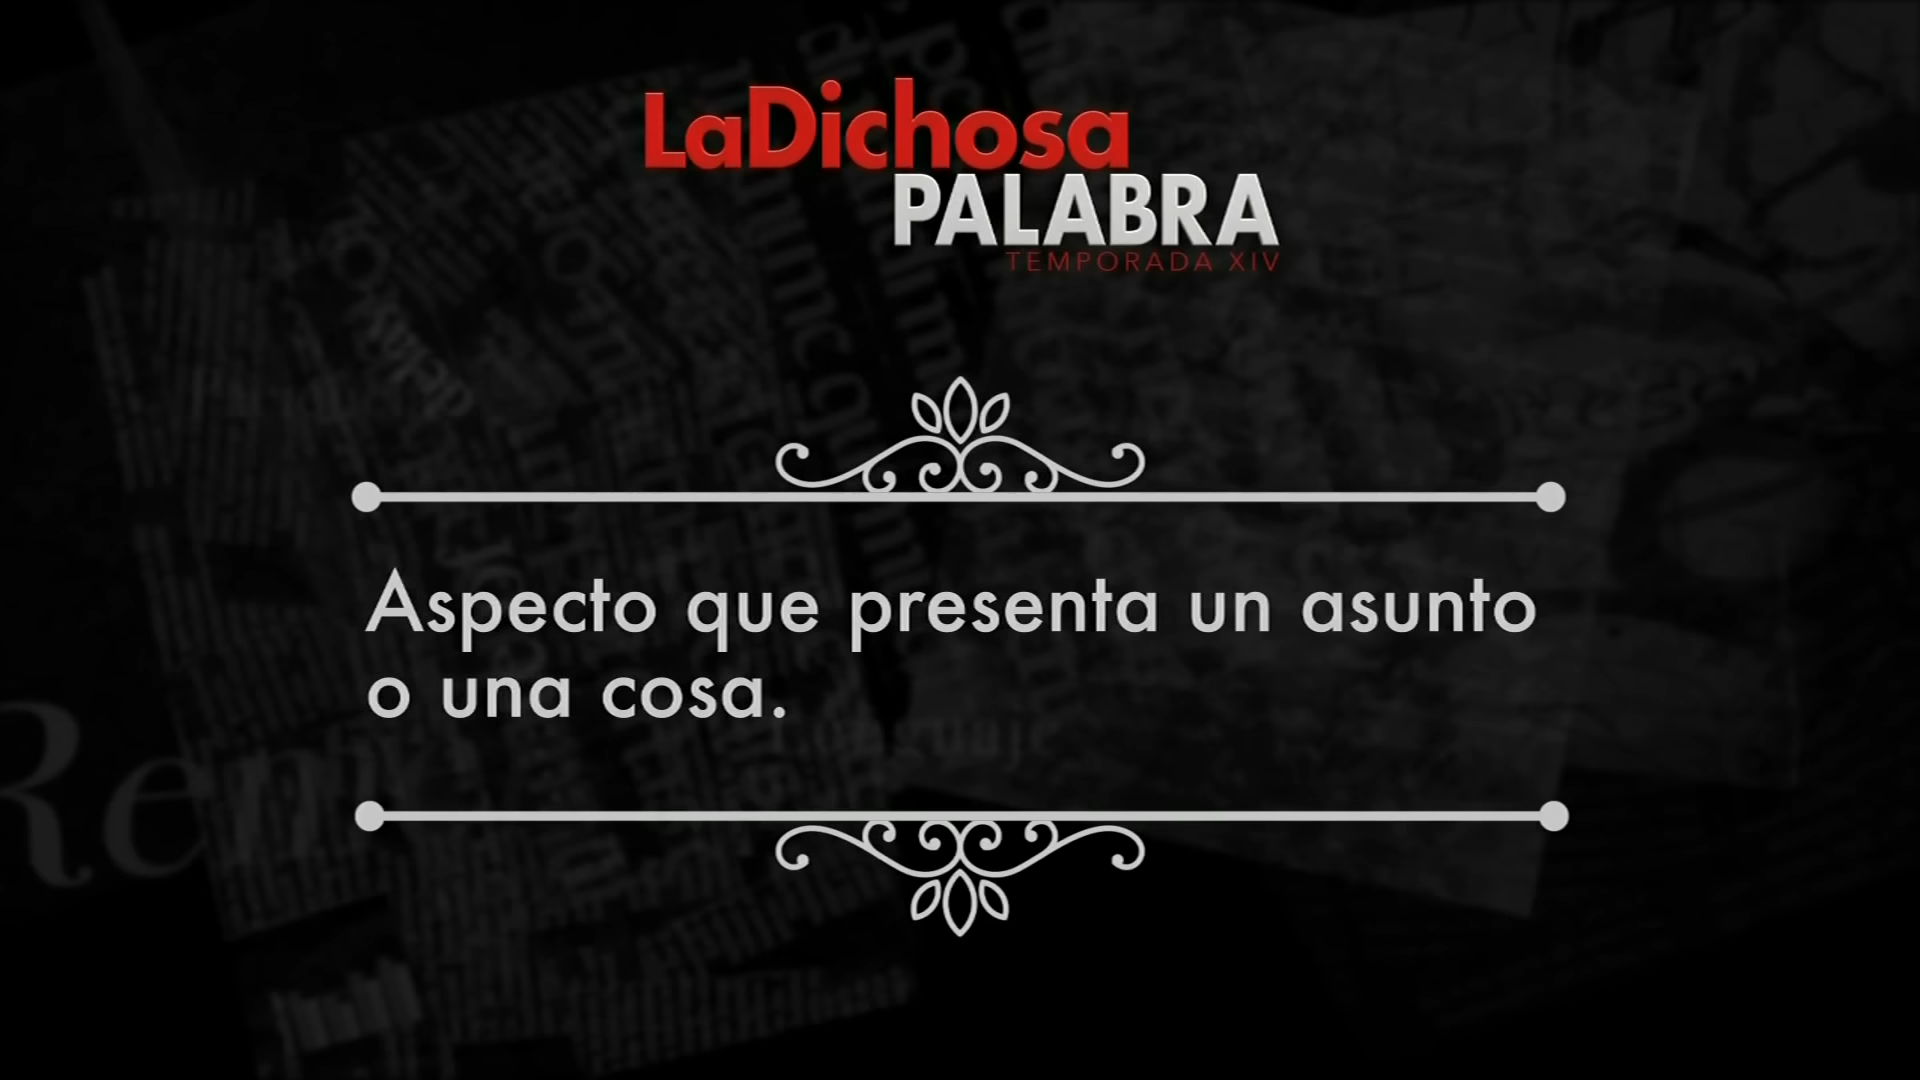 LaDichosa
PALABRA
TEMPORADA XIV
Aspecto que presenta un asunto
o una cosa.